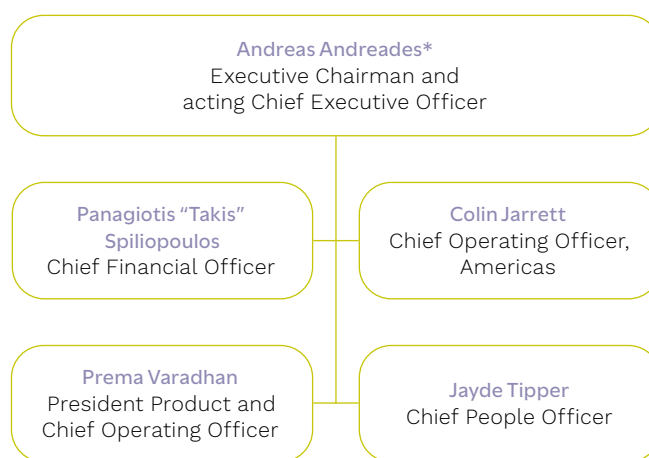 Andreas Andreades*
Executive Chairman and
acting Chief Executive Officer
Panagiotis “Takis”
Spiliopoulos
Chief Financial Officer
Colin Jarrett
Chief Operating Officer,
Americas
Prema Varadhan
President Product and
Chief Operating Officer
Jayde Tipper
Chief People Officer